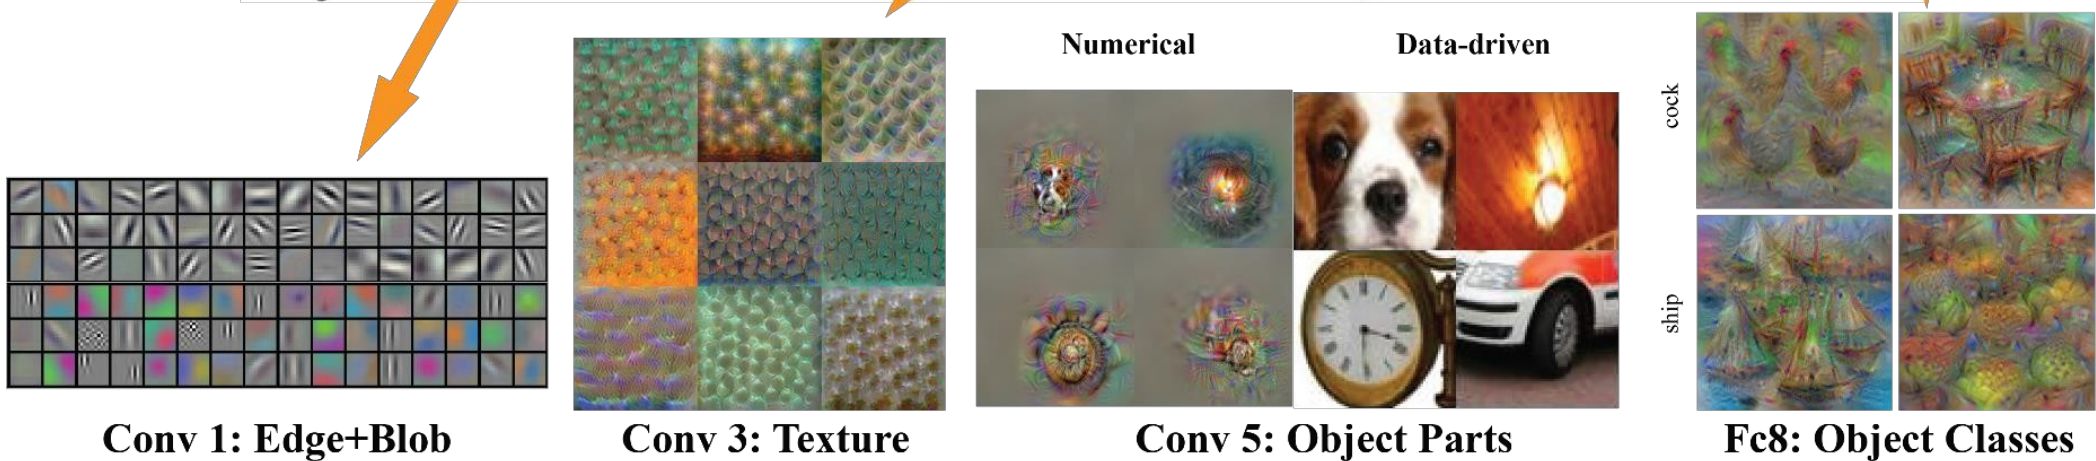 Numerical
Data-driven
cock
ship
Conv 1: Edge+Blob
Conv 3: Texture
Conv 5: Object Parts
Fc8: Object Classes